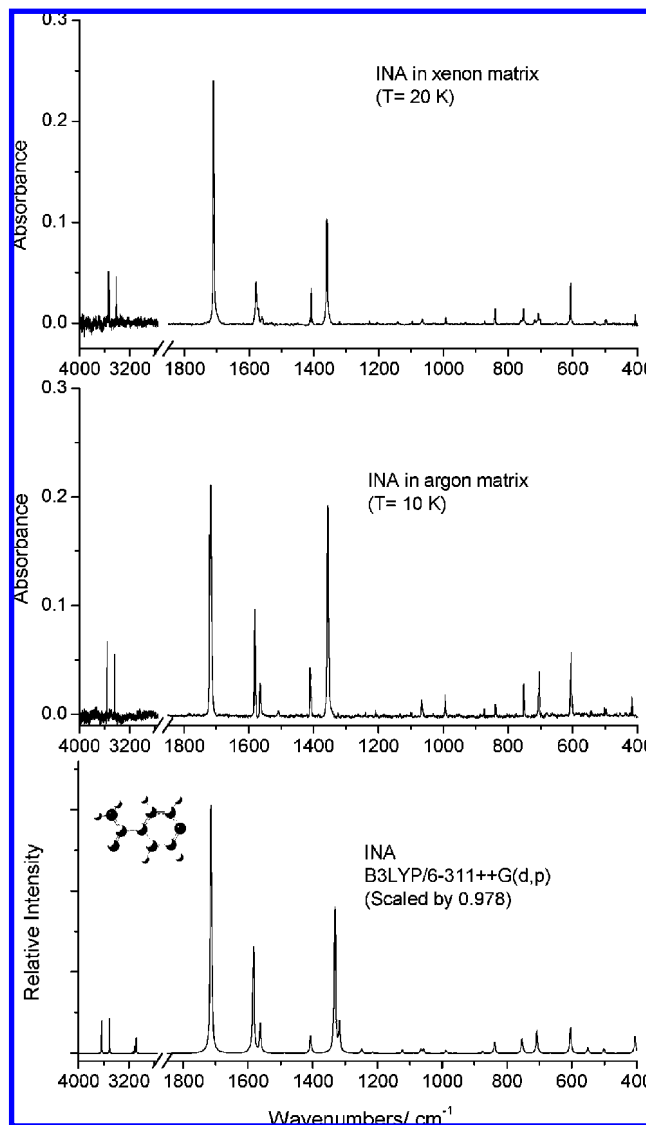 0.3
INA in xenon matrix
(T= 20 K)
0.2
Absorbance
0.1
0.0
4000 3200 1800 1600 1400 1200 1000 800 600 400
0.3
INA in argon matrix
(T= 10 K)
0.2
Absorbance
0.1
0.0
4000 3200 1800 1600 1400 1200 1000 800 600 400
INA
B3LYP/6-311++G(d,p)
(Scaled by 0.978)
Relative Intensity
4000 3200 1800 1600 1400 1200 1000 800 600 400
Wavenumbers/ cm⁻¹